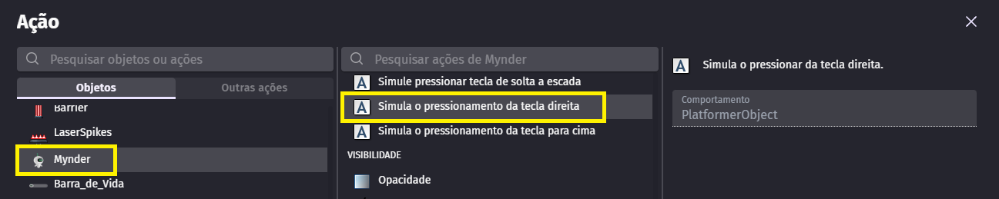 Ação
Pesquisar objetos ou ações
Objetos
Outras ações
Barrier
LaserSpikes
Mynder
Barra_de_Vida
Pesquisar ações de Mynder
Simule pressionar tecla de solta a escada
Simula o pressionamento da tecla direita
Simula o pressionamento da tecla para cima
VISIBILIDADE
Opacidade
Simula o pressionar da tecla direita.
Comportamento
PlatformerObject